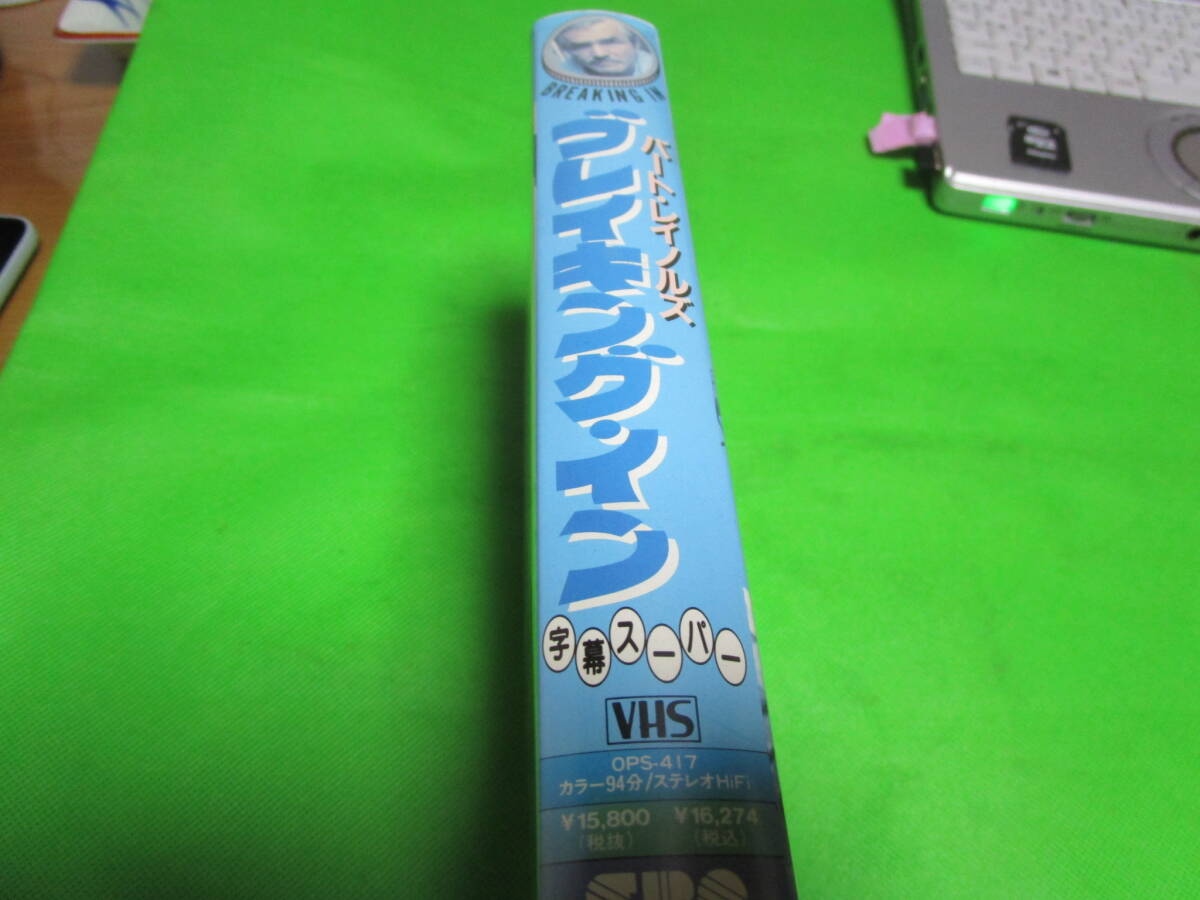 BREAKING IN
バート・レイノルズ
ブレイキング・イン
字幕スーパー
VHS
OPS-417
カラー94分/ステレオHiFi
¥15,800 ¥16,274
(税抜) (税込)